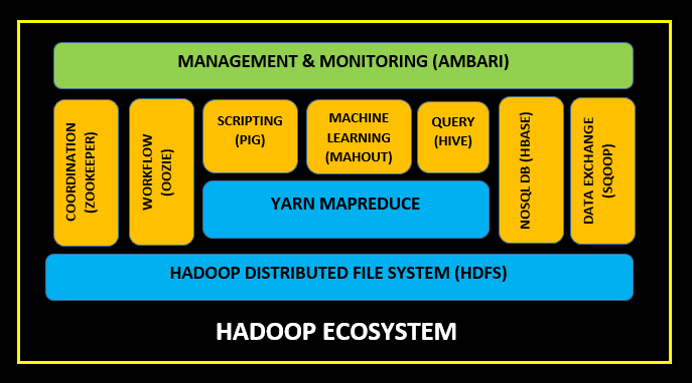 MANAGEMENT & MONITORING (AMBARI)
COORDINATION
(ZOOKEEPER)
WORKFLOW
(OOZIE)
SCRIPTING
(PIG)
MACHINE
LEARNING
(MAHOUT)
QUERY
(HIVE)
NOSQL DB (HBASE)
DATA EXCHANGE
(SQOOP)
YARN MAPREDUCE
HADOOP DISTRIBUTED FILE SYSTEM (HDFS)
HADOOP ECOSYSTEM